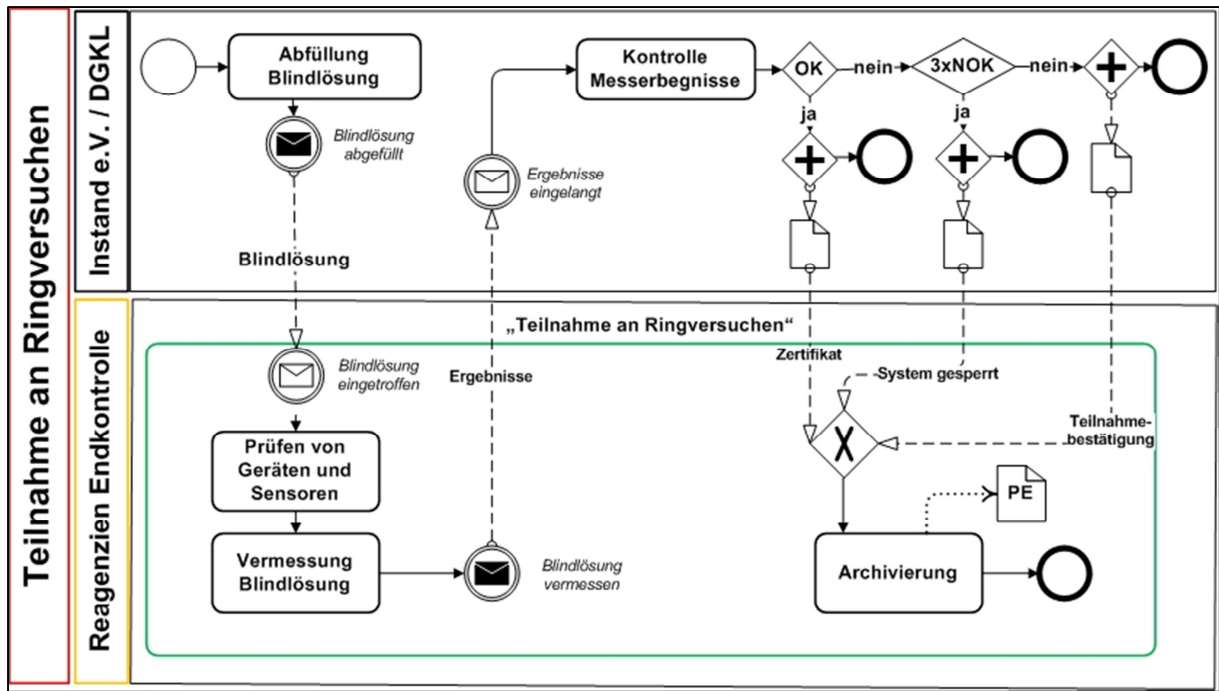 Teilnahme an Ringversuchen
Instand e.V. / DGKL
Abfüllung
Blindlösung
Blindlösung
abgefüllt
Blindlösung
Kontrolle
Messerbegnisse
Ergebnisse
eingelangt
OK
nein
3xNOK
nein
ja
ja
Reagenzien Endkontrolle
„Teilnahme an Ringversuchen“
Blindlösung
eingetroffen
Ergebnisse
Zertifikat
System gesperrt
Teilnahme-
bestätigung
Prüfen von
Geräten und
Sensoren
Vermessung
Blindlösung
Blindlösung
vermessen
X
PE
Archivierung